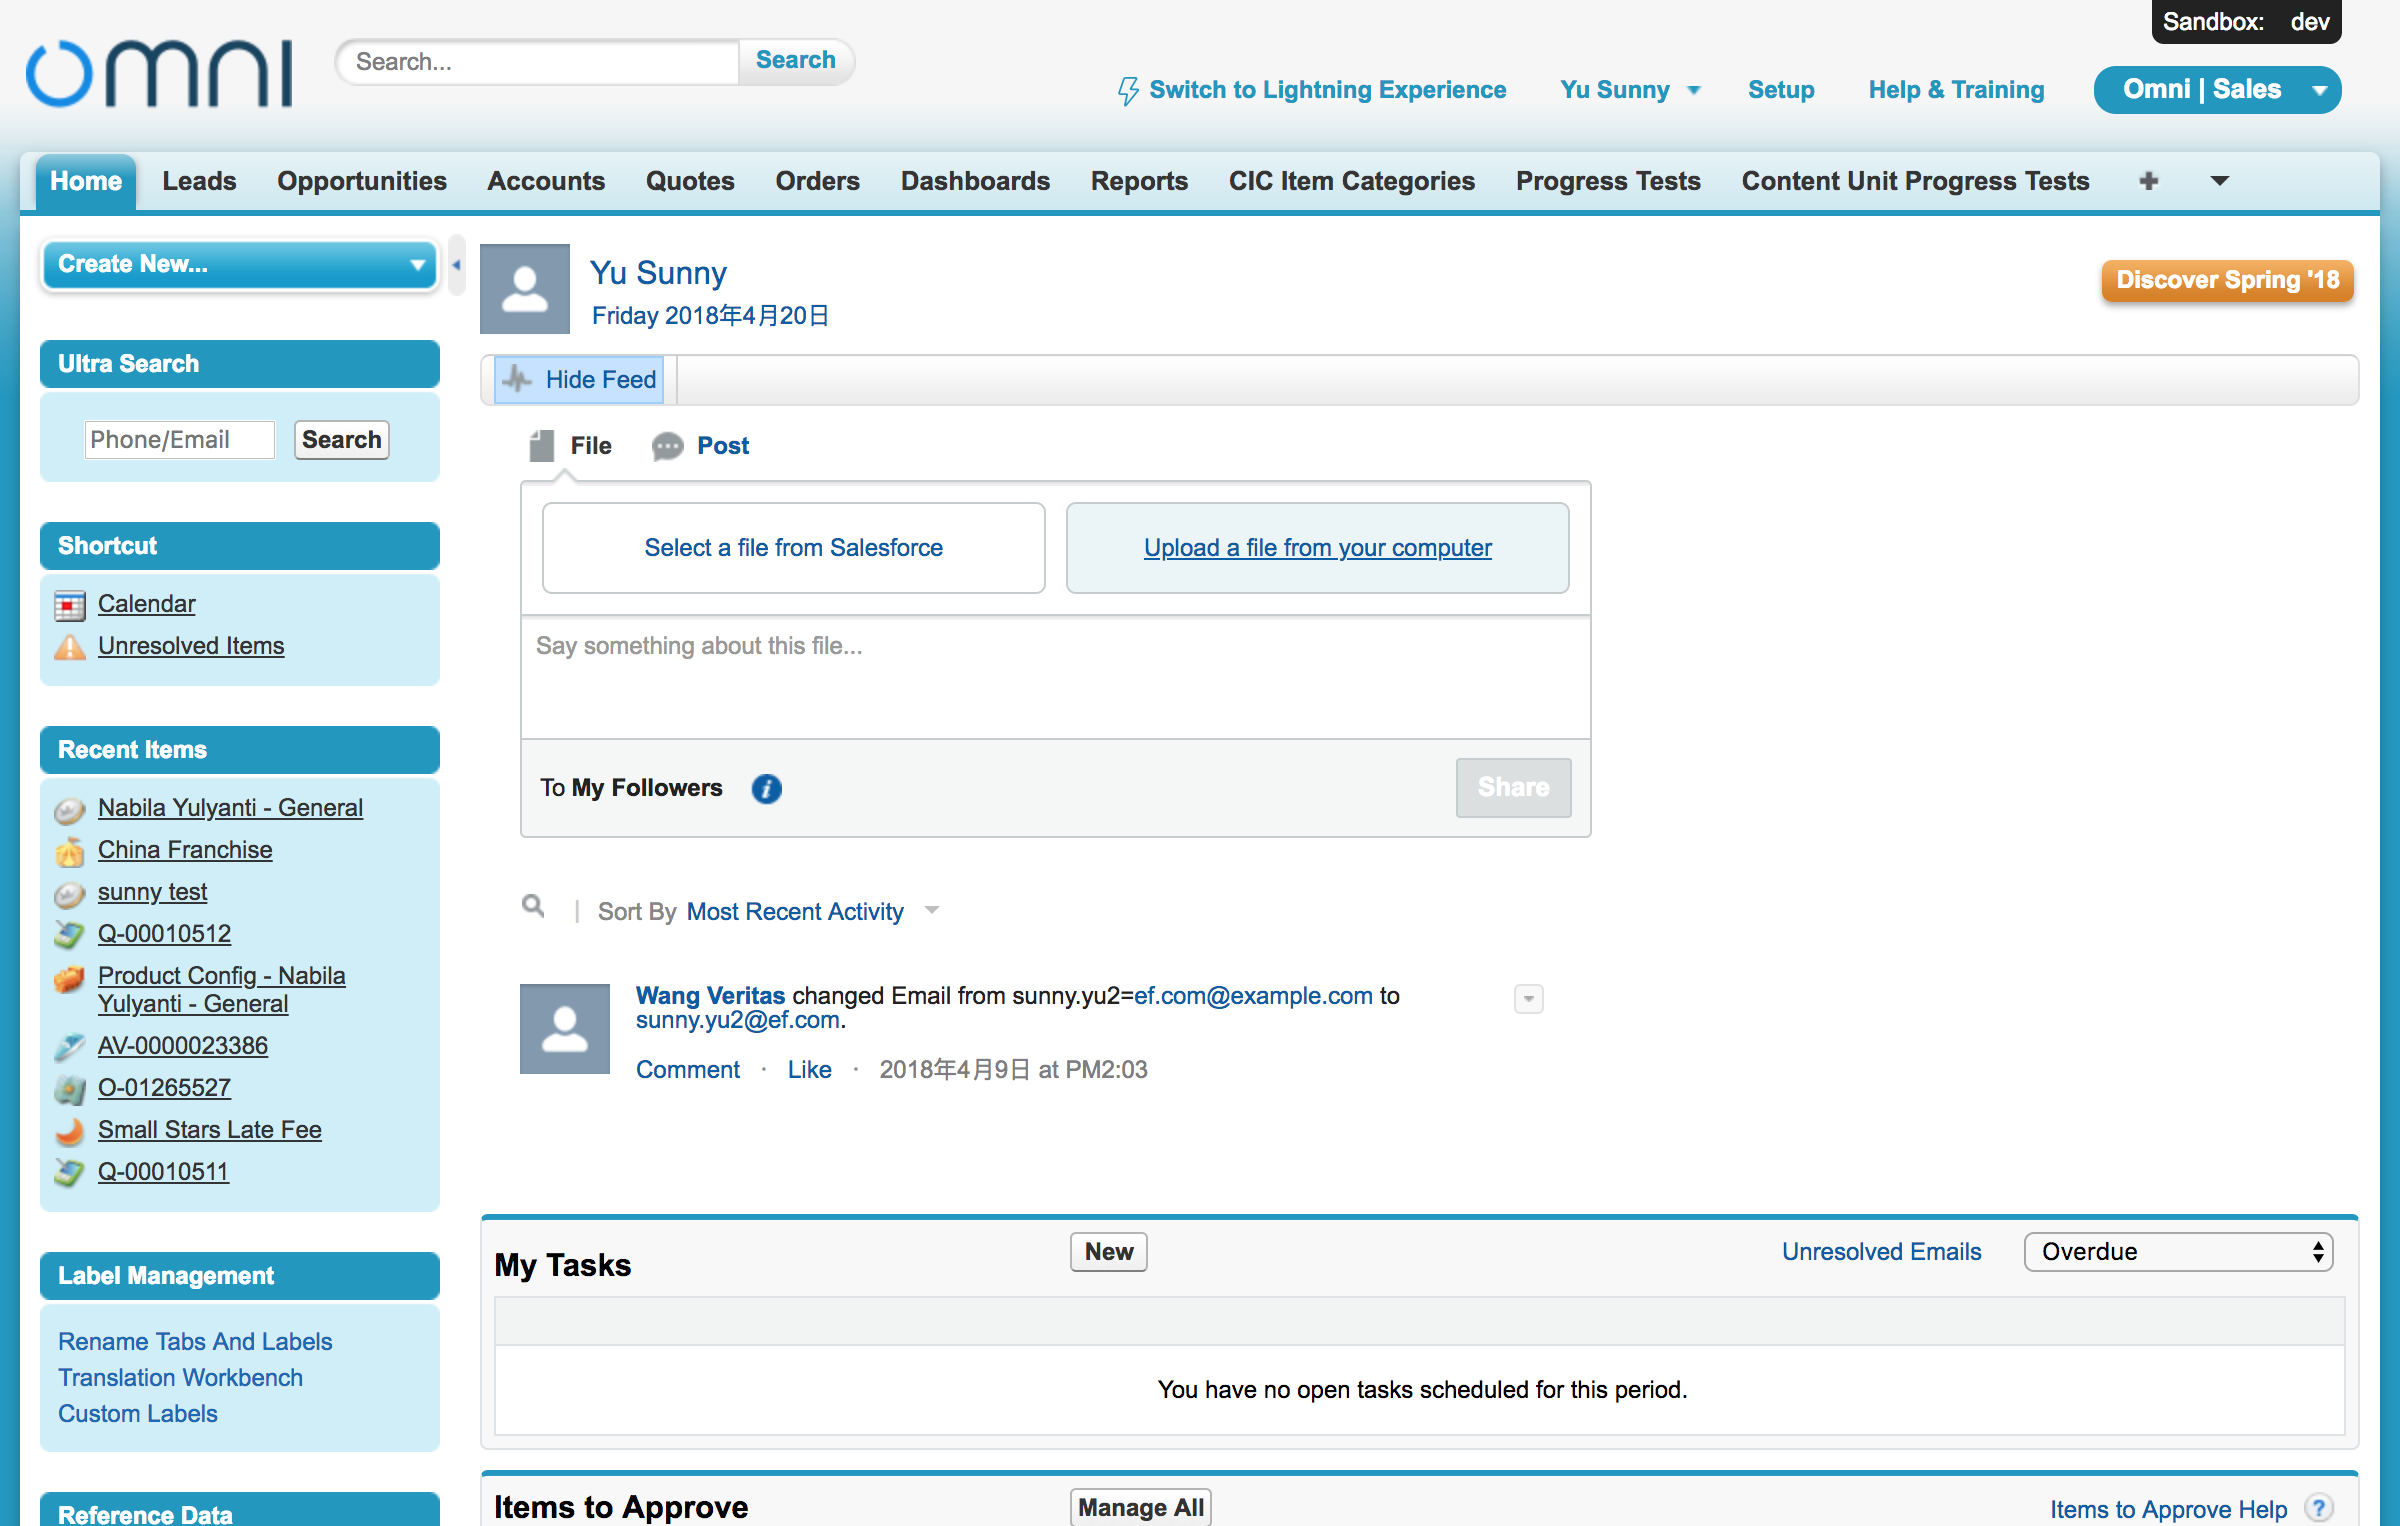 Sandbox: dev
omni
Search...
Search
Switch to Lightning Experience
Yu Sunny
Setup
Help & Training
Omni | Sales
Home
Leads
Opportunities
Accounts
Quotes
Orders
Dashboards
Reports
CIC Item Categories
Progress Tests
Content Unit Progress Tests
Create New...
Ultra Search
Phone/Email
Search
Shortcut
Calendar
Unresolved Items
Recent Items
Nabila Yulyanti - General
China Franchise
sunny test
Q-00010512
Product Config - Nabila
Yulyanti - General
AV-0000023386
O-01265527
Small Stars Late Fee
Q-00010511
Label Management
Rename Tabs And Labels
Translation Workbench
Custom Labels
Reference Data
Yu Sunny
Friday 2018年4月20日
Discover Spring '18
Hide Feed
File
Post
Select a file from Salesforce
Upload a file from your computer
Say something about this file...
To My Followers
Share
Sort By Most Recent Activity
Wang Veritas changed Email from sunny.yu2=ef.com@example.com to
sunny.yu2@ef.com.
Comment · Like · 2018年4月9日 at PM2:03
My Tasks
New
Unresolved Emails
Overdue
You have no open tasks scheduled for this period.
Items to Approve
Manage All
Items to Approve Help